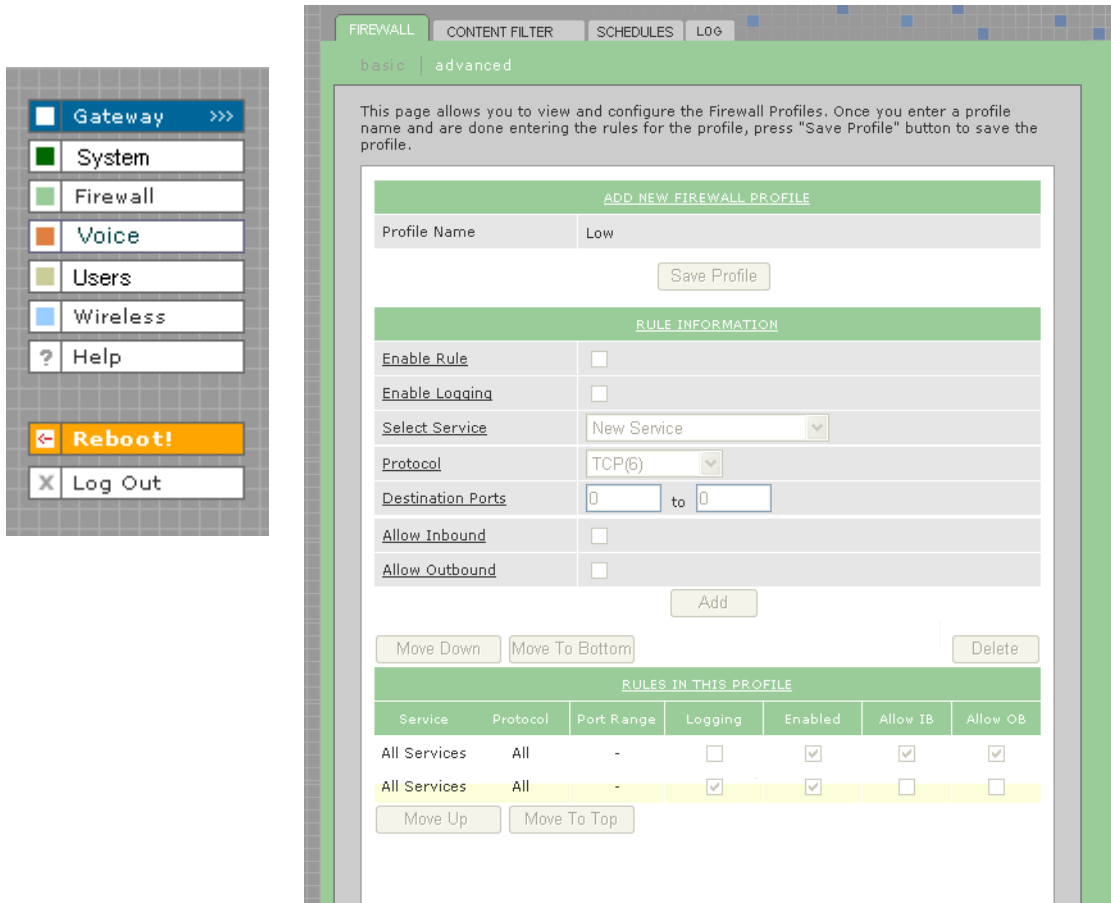 Gateway >>>
System
Firewall
Voice
Users
Wireless
? Help
Reboot!
X Log Out
FIREWALL CONTENT FILTER SCHEDULES LOG
basic | advanced
This page allows you to view and configure the Firewall Profiles. Once you enter a profile
name and are done entering the rules for the profile, press "Save Profile" button to save the
profile.
ADD NEW FIREWALL PROFILE
Profile Name Low
Save Profile
RULE INFORMATION
Enable Rule
Enable Logging
Select Service New Service
Protocol TCP(6)
Destination Ports 0 to 0
Allow Inbound
Allow Outbound
Add
Move Down Move To Bottom Delete
RULES IN THIS PROFILE
Service Protocol Port Range Logging Enabled Allow IB Allow OB
All Services All -
All Services All -
Move Up Move To Top